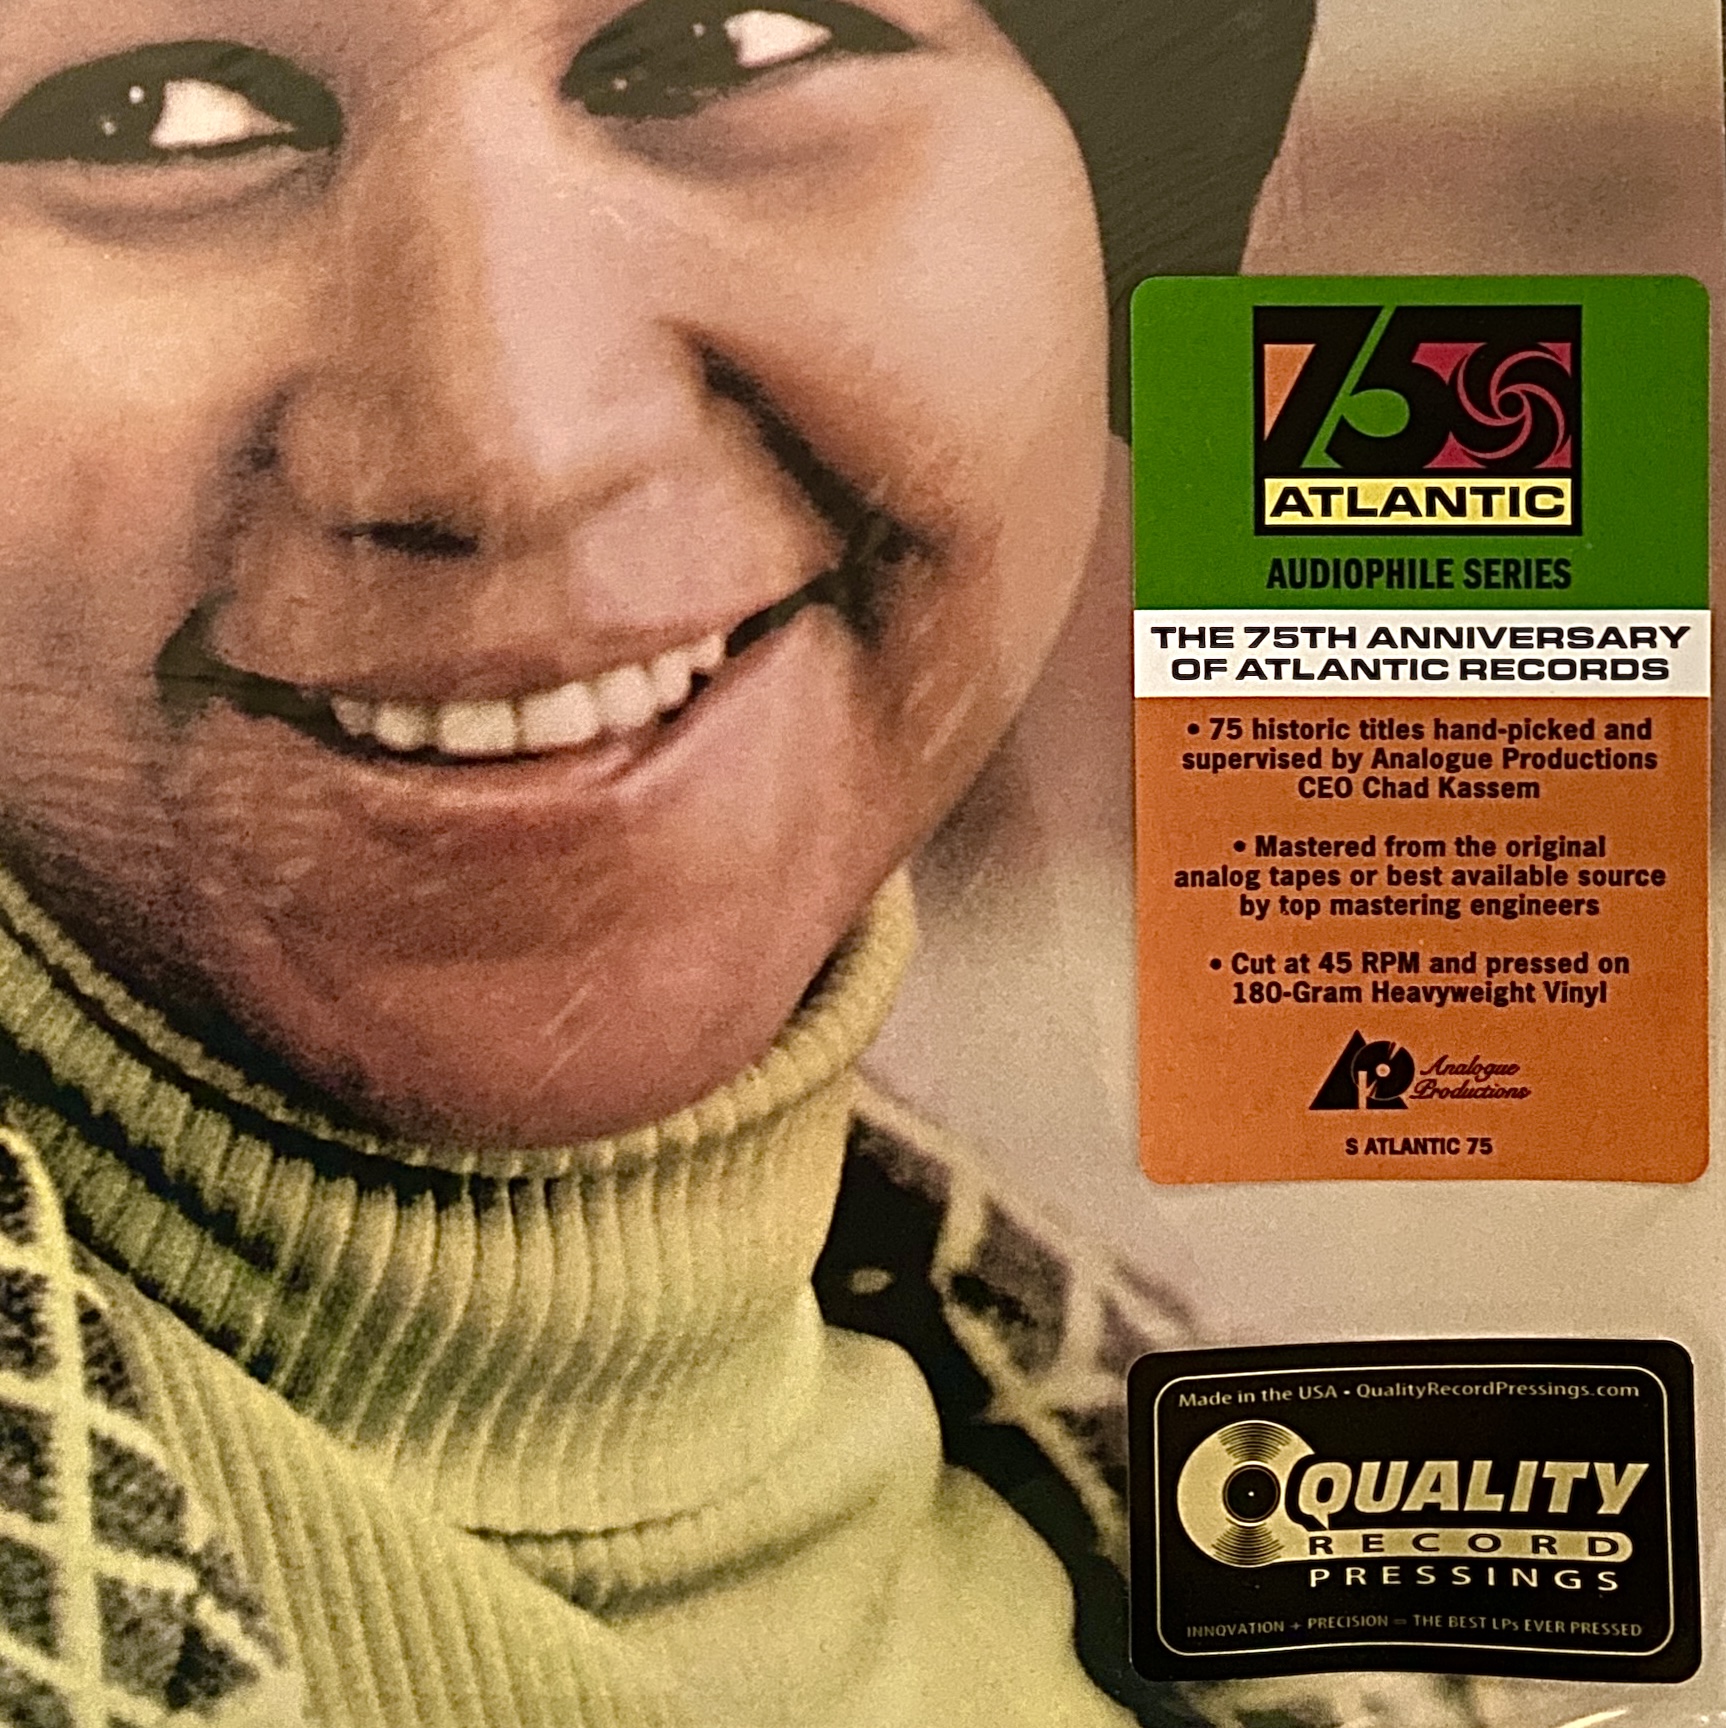 75
ATLANTIC
AUDIOPHILE SERIES
THE 75TH ANNIVERSARY
OF ATLANTIC RECORDS
• 75 historic titles hand-picked and
supervised by Analogue Productions
CEO Chad Kassem
• Mastered from the original
analog tapes or best available source
by top mastering engineers
• Cut at 45 RPM and pressed on
180-Gram Heavyweight Vinyl
Analogue
Productions
S ATLANTIC 75
Made in the USA • QualityRecordPressings.com
QUALITY
RECORD
PRESSINGS
INNOVATION + PRECISION = THE BEST LPs EVER PRESSED